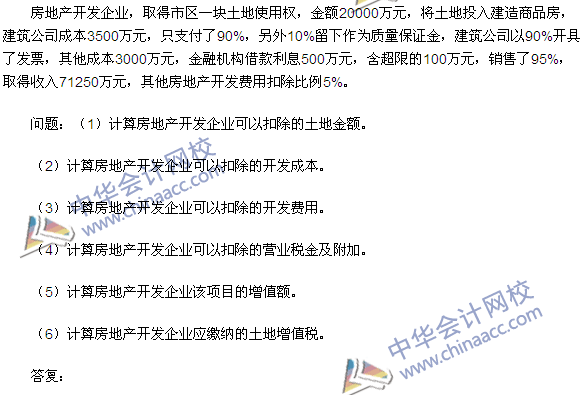 房地产开发企业，取得市区一块土地使用权，金额20000万元，将土地投入建造商品房，
建筑公司成本3500万元，只支付了90%，另外10%留下作为质量保证金，建筑公司以90%开具
了发票，其他成本3000万元，金融机构借款利息500万元，含超限的100万元，销售了95%，
取得收入71250万元，其他房地产开发费用扣除比例5%。
问题：（1）计算房地产开发企业可以扣除的土地金额。
（2）计算房地产开发企业可以扣除的开发成本。
（3）计算房地产开发企业可以扣除的开发费用。
（4）计算房地产开发企业可以扣除的营业税金及附加。
（5）计算房地产开发企业该项目的增值额。
（6）计算房地产开发企业应缴纳的土地增值税。
答复：
中华会计网校
www.chinaacc.com
中华会计网校
www.chinaacc.com